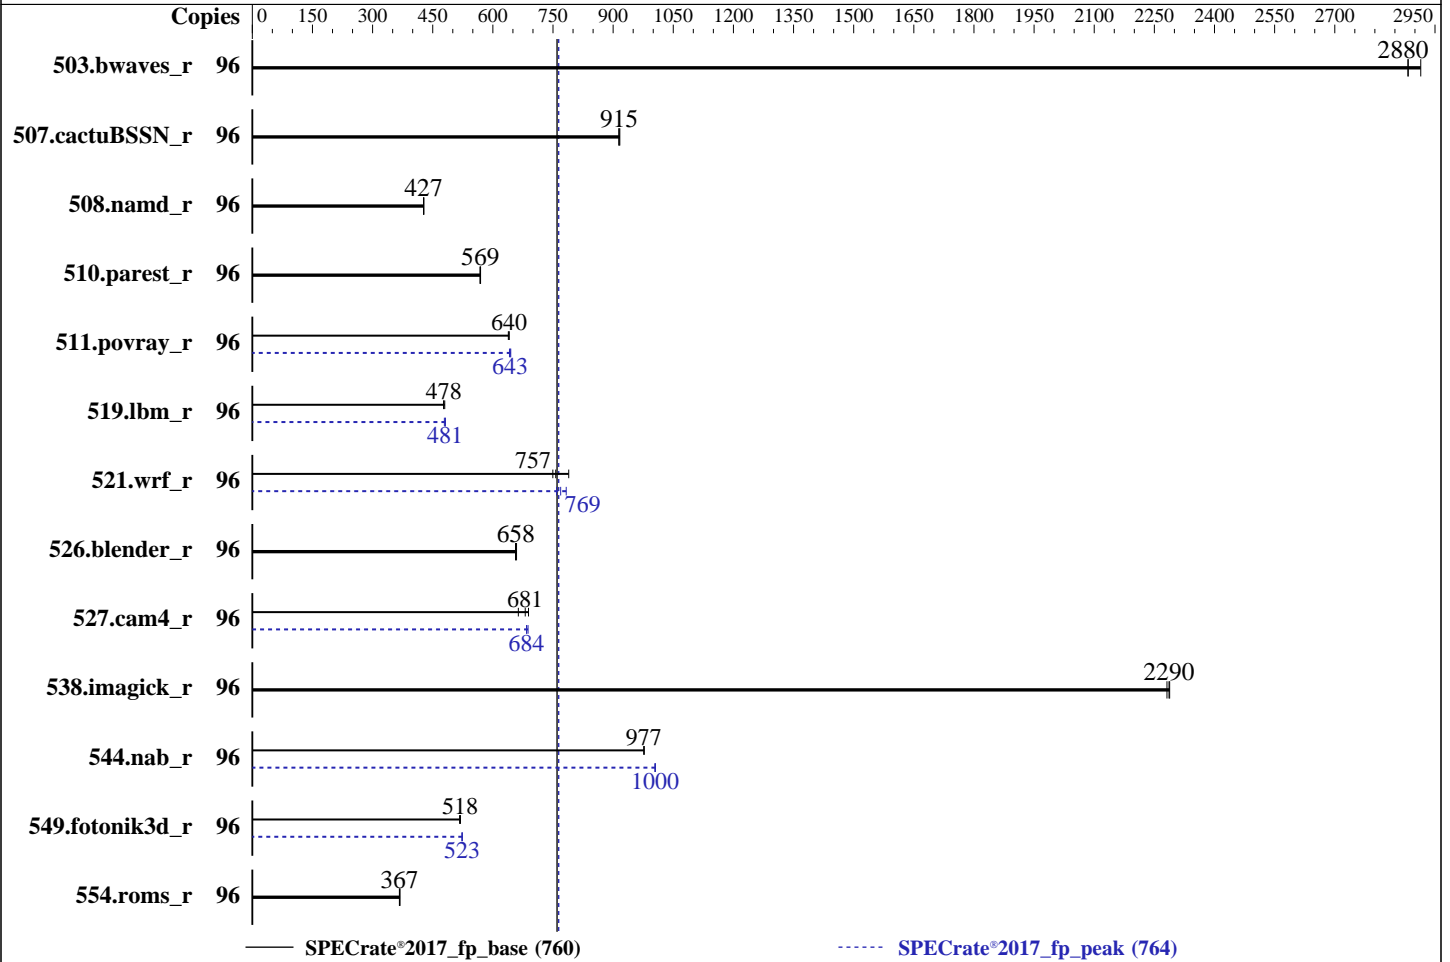 Copies 0 150 300 450 600 750 900 1050 1200 1350 1500 1650 1800 1950 2100 2250 2400 2550 2700 2950
503.bwaves_r 96 2880
507.cactuBSSN_r 96 915
508.namd_r 96 427
510.parest_r 96 569
511.povray_r 96 640
643
519.lbm_r 96 478
481
521.wrf_r 96 757
769
526.blender_r 96 658
527.cam4_r 96 681
684
538.imagick_r 96 2290
544.nab_r 96 977
1000
549.fotonik3d_r 96 518
523
554.roms_r 96 367
SPECrate®2017_fp_base (760) SPECrate®2017_fp_peak (764)